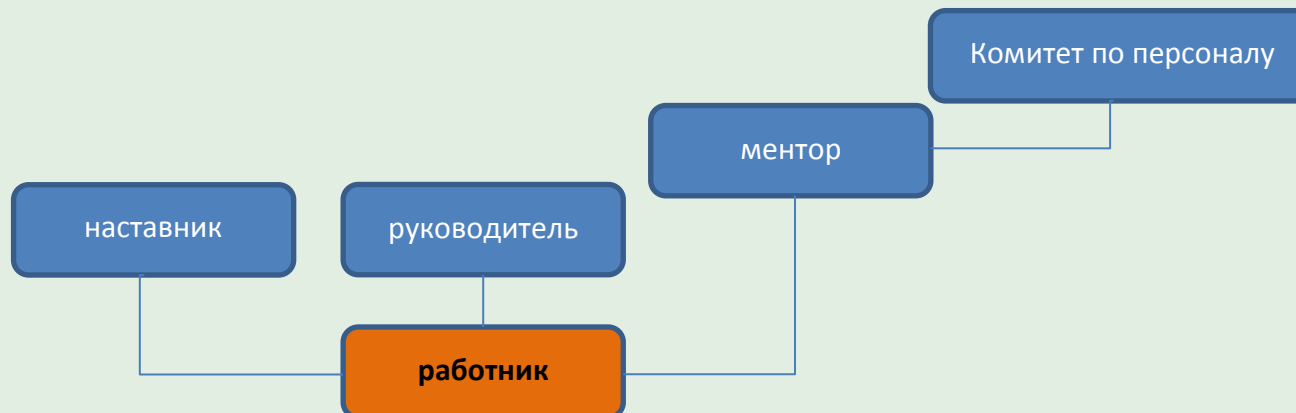 Комитет по персоналу
ментор
наставник
руководитель
работник